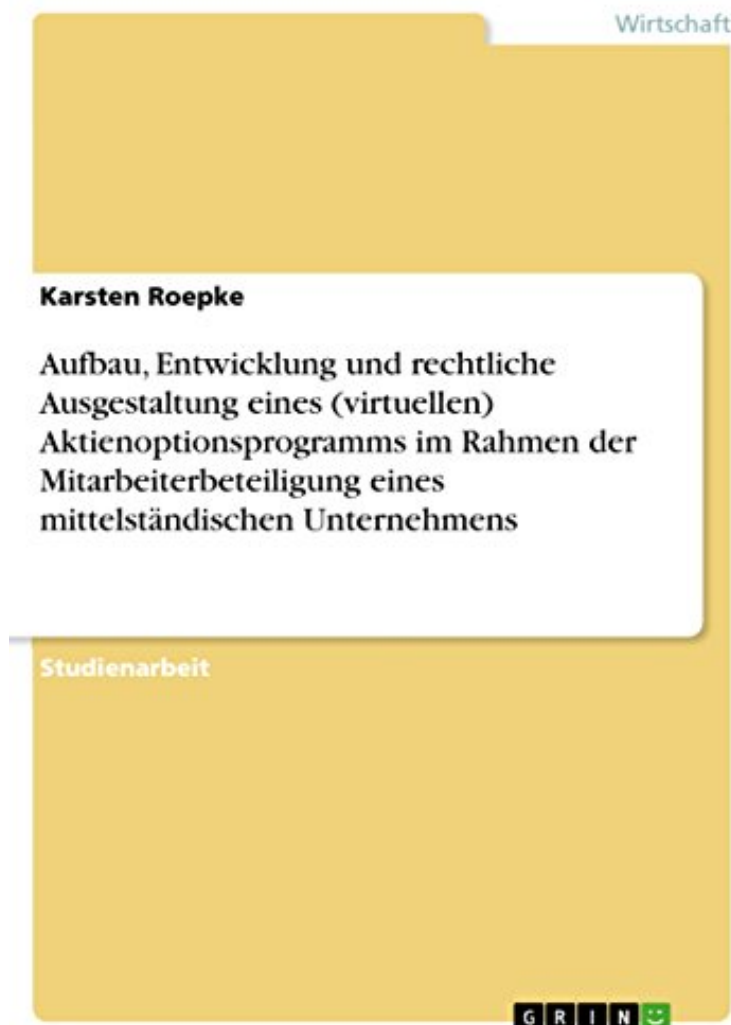 Wirtschaft
Karsten Roepke
Aufbau, Entwicklung und rechtliche
Ausgestaltung eines (virtuellen)
Aktienoptionsprogramms im Rahmen der
Mitarbeiterbeteiligung eines
mittelständischen Unternehmens
Studienarbeit
GRIN